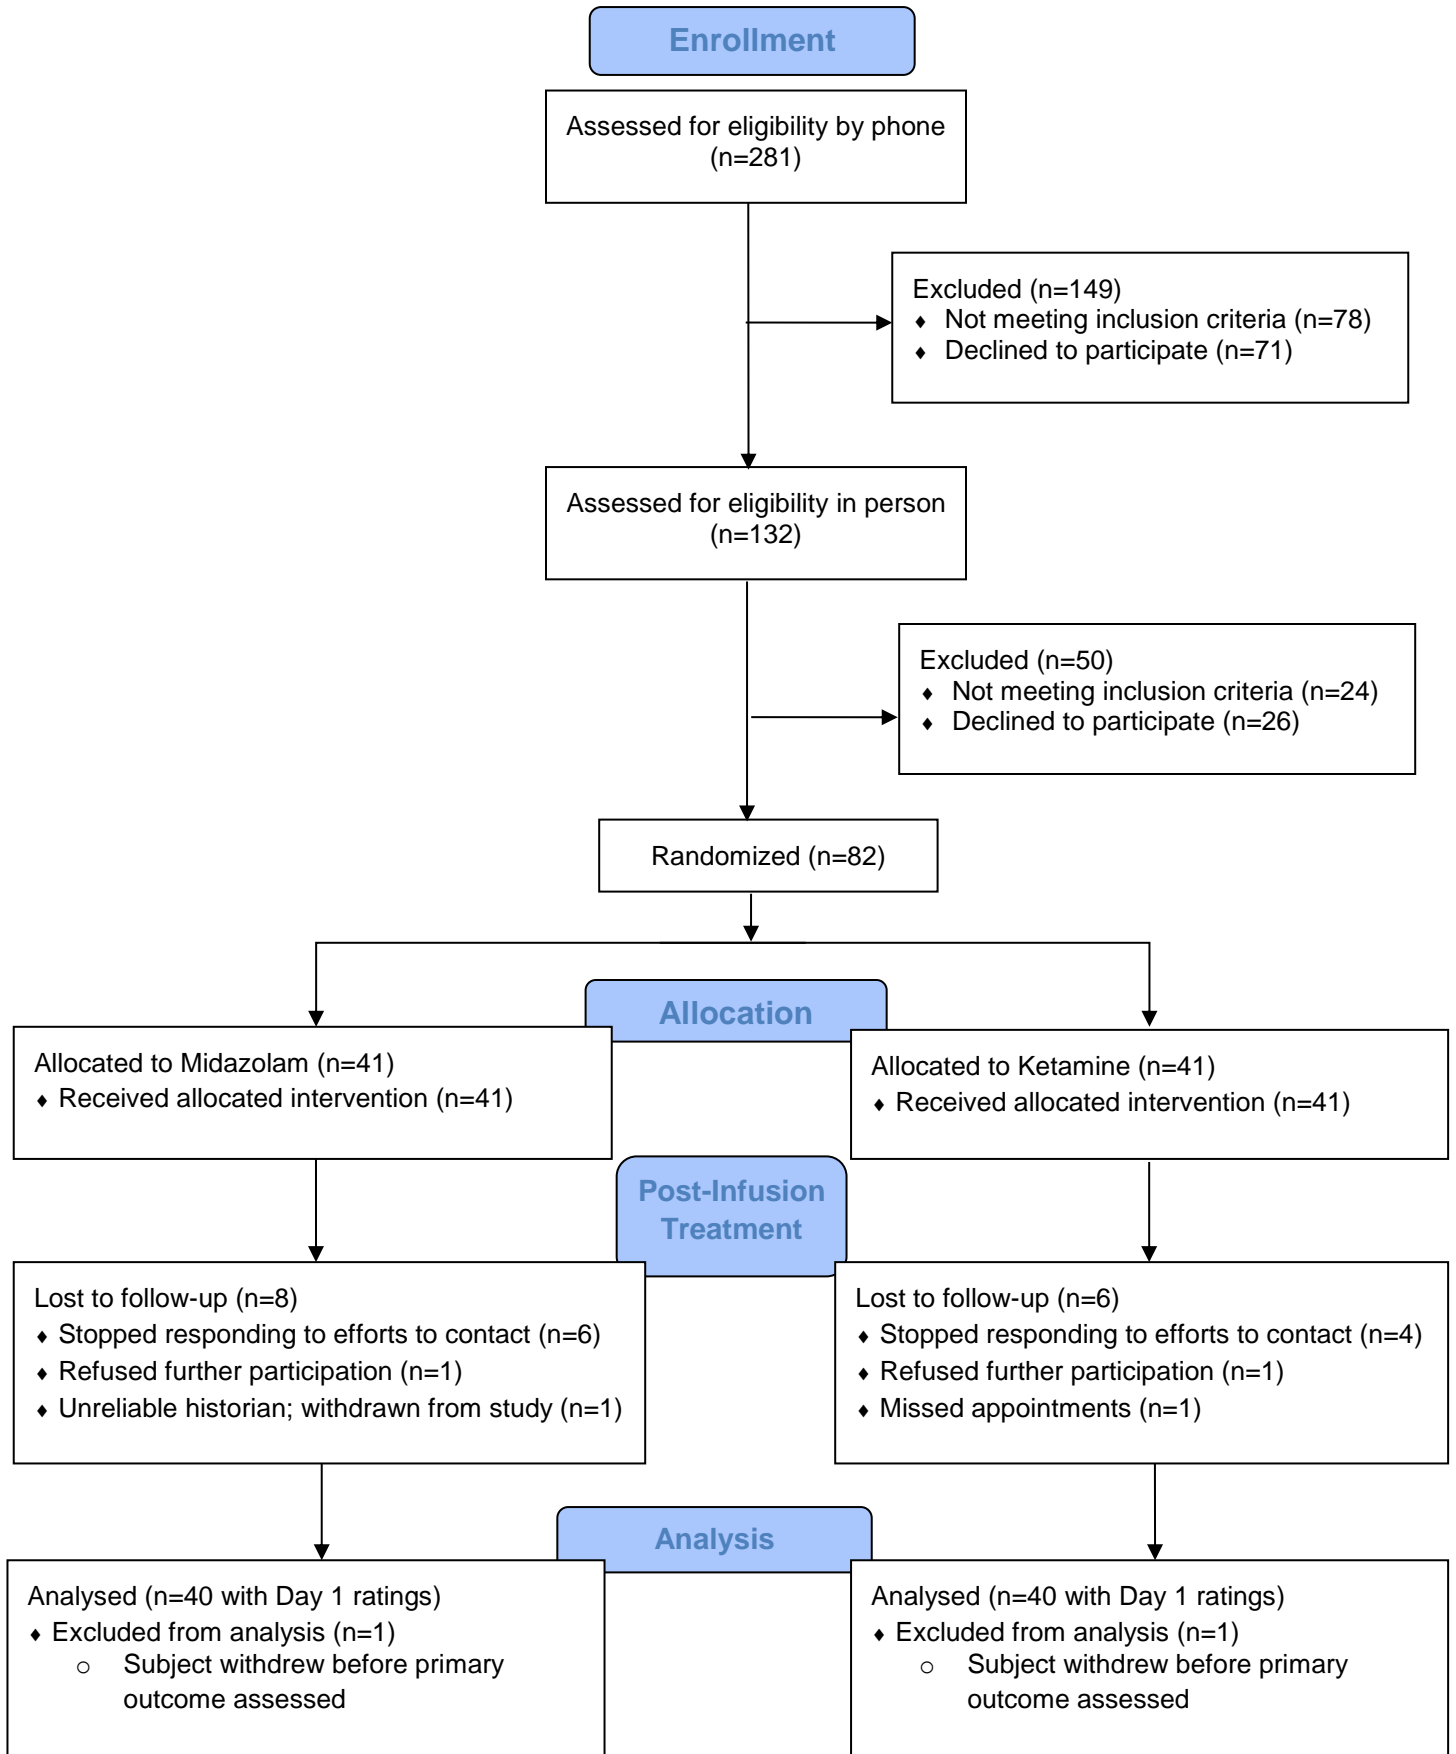 Enrollment
Assessed for eligibility by phone
(n=281)
Excluded (n=149)
♦ Not meeting inclusion criteria (n=78)
♦ Declined to participate (n=71)
Assessed for eligibility in person
(n=132)
Excluded (n=50)
♦ Not meeting inclusion criteria (n=24)
♦ Declined to participate (n=26)
Randomized (n=82)
Allocation
Allocated to Midazolam (n=41)
♦ Received allocated intervention (n=41)
Allocated to Ketamine (n=41)
♦ Received allocated intervention (n=41)
Post-Infusion
Treatment
Lost to follow-up (n=8)
♦ Stopped responding to efforts to contact (n=6)
♦ Refused further participation (n=1)
♦ Unreliable historian; withdrawn from study (n=1)
Lost to follow-up (n=6)
♦ Stopped responding to efforts to contact (n=4)
♦ Refused further participation (n=1)
♦ Missed appointments (n=1)
Analysis
Analysed (n=40 with Day 1 ratings)
♦ Excluded from analysis (n=1)
o Subject withdrew before primary
outcome assessed
Analysed (n=40 with Day 1 ratings)
♦ Excluded from analysis (n=1)
o Subject withdrew before primary
outcome assessed